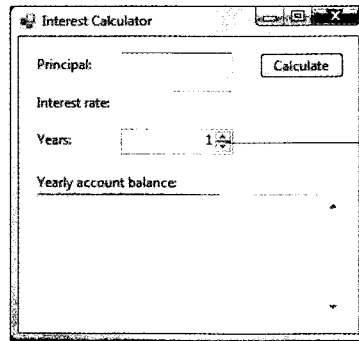 Interest Calculator
Principal:
Calculate
Interest rate:
Years:
1
Yearly account balance: